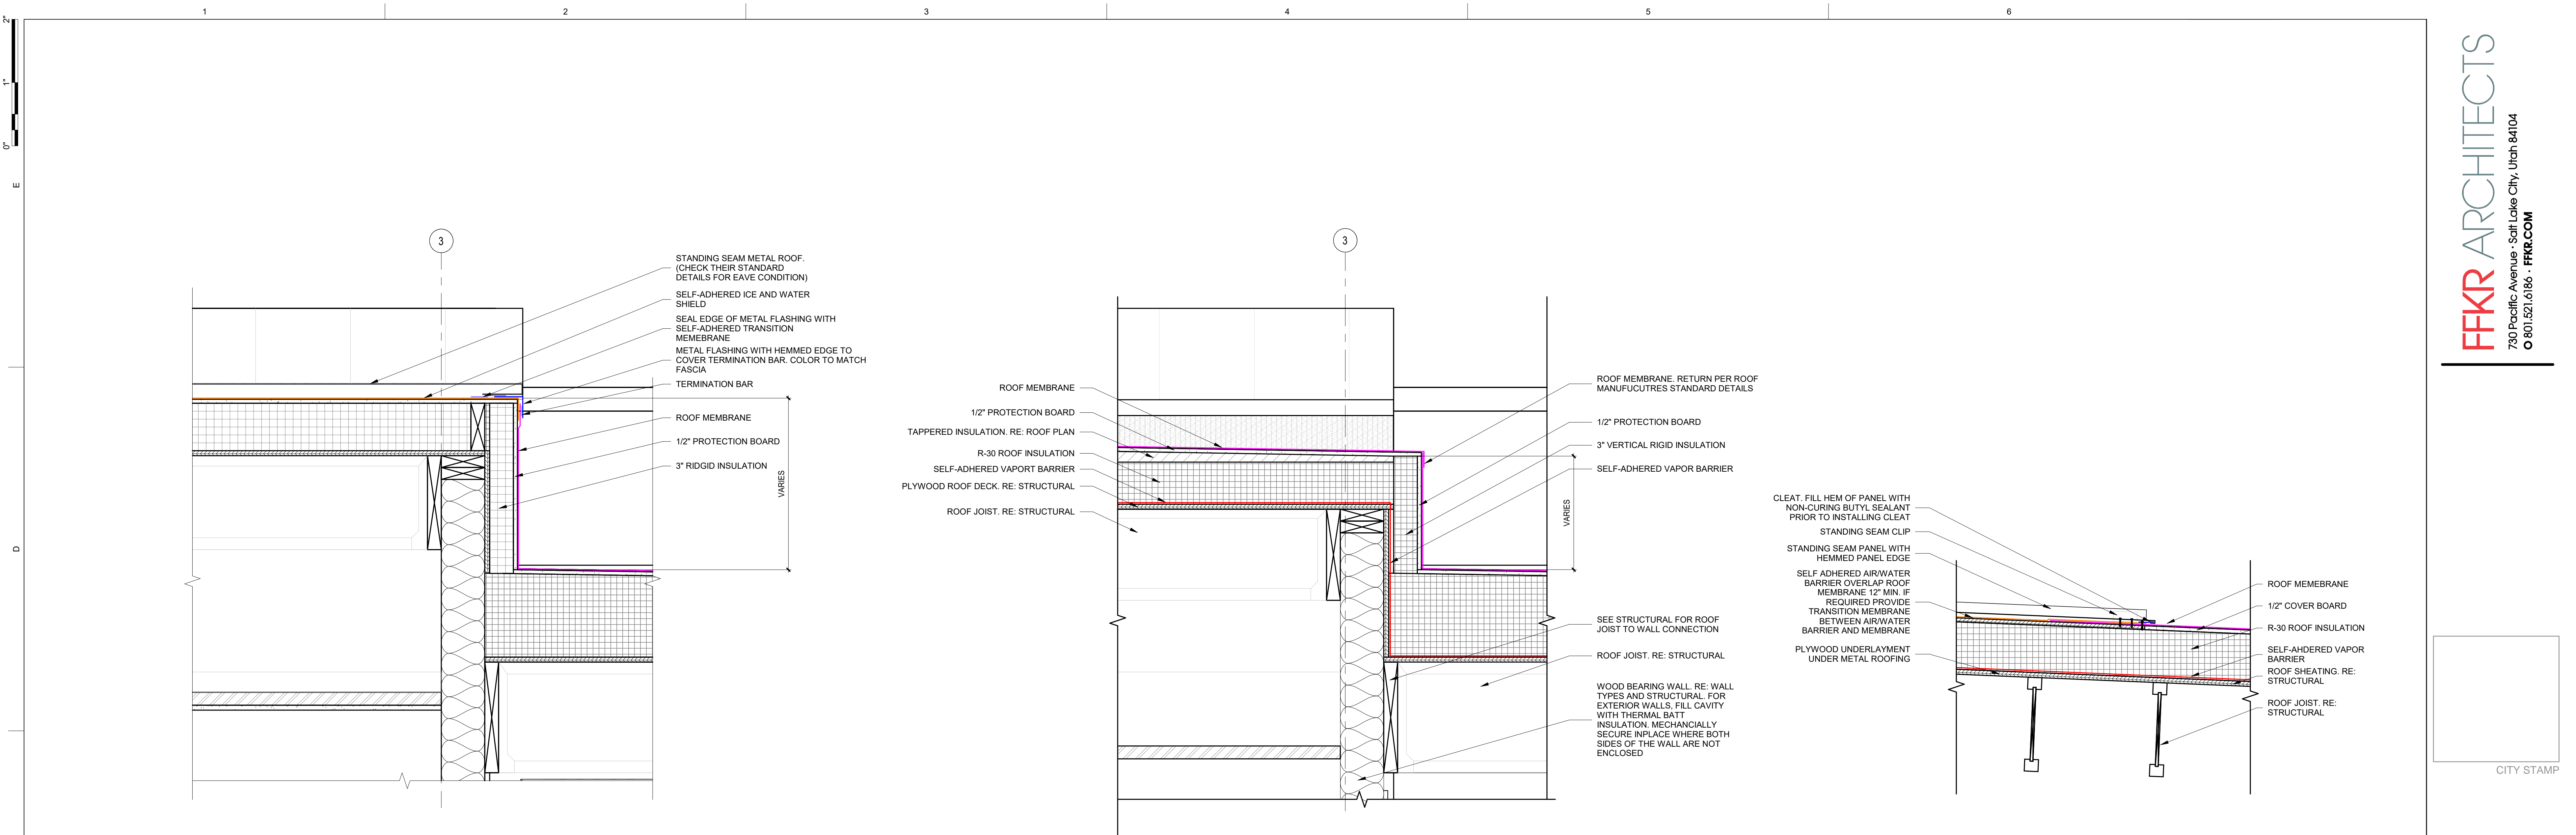 1
2
3
4
5
6
2"
1"
0"
E
D
3
STANDING SEAM METAL ROOF.
(CHECK THEIR STANDARD
DETAILS FOR EAVE CONDITION)
SELF-ADHERED ICE AND WATER
SHIELD
SEAL EDGE OF METAL FLASHING WITH
SELF-ADHERED TRANSITION
MEMEBRANE
METAL FLASHING WITH HEMMED EDGE TO
COVER TERMINATION BAR. COLOR TO MATCH
FASCIA
TERMINATION BAR
ROOF MEMBRANE
1/2" PROTECTION BOARD
3" RIDGID INSULATION
VARIES
3
ROOF MEMBRANE
1/2" PROTECTION BOARD
TAPPERED INSULATION. RE: ROOF PLAN
R-30 ROOF INSULATION
SELF-ADHERED VAPORT BARRIER
PLYWOOD ROOF DECK. RE: STRUCTURAL
ROOF JOIST. RE: STRUCTURAL
ROOF MEMBRANE. RETURN PER ROOF
MANUFUCUTRES STANDARD DETAILS
1/2" PROTECTION BOARD
3" VERTICAL RIGID INSULATION
SELF-ADHERED VAPOR BARRIER
VARIES
SEE STRUCTURAL FOR ROOF
JOIST TO WALL CONNECTION
ROOF JOIST. RE: STRUCTURAL
WOOD BEARING WALL. RE: WALL
TYPES AND STRUCTURAL. FOR
EXTERIOR WALLS, FILL CAVITY
WITH THERMAL BATT
INSULATION. MECHANCIALLY
SECURE INPLACE WHERE BOTH
SIDES OF THE WALL ARE NOT
ENCLOSED
CLEAT. FILL HEM OF PANEL WITH
NON-CURING BUTYL SEALANT
PRIOR TO INSTALLING CLEAT
STANDING SEAM CLIP
STANDING SEAM PANEL WITH
HEMMED PANEL EDGE
SELF ADHERED AIR/WATER
BARRIER OVERLAP ROOF
MEMBRANE 12" MIN. IF
REQUIRED PROVIDE
TRANSITION MEMBRANE
BETWEEN AIR/WATER
BARRIER AND MEMBRANE
PLYWOOD UNDERLAYMENT
UNDER METAL ROOFING
ROOF MEMEBRANE
1/2" COVER BOARD
R-30 ROOF INSULATION
SELF-AHDERED VAPOR
BARRIER
ROOF SHEATING. RE:
STRUCTURAL
ROOF JOIST. RE:
STRUCTURAL
FFKR ARCHITECTS
730 Pacific Avenue · Salt Lake City, Utah 84104
O 801.521.6186 · FFKR.COM
CITY STAMP